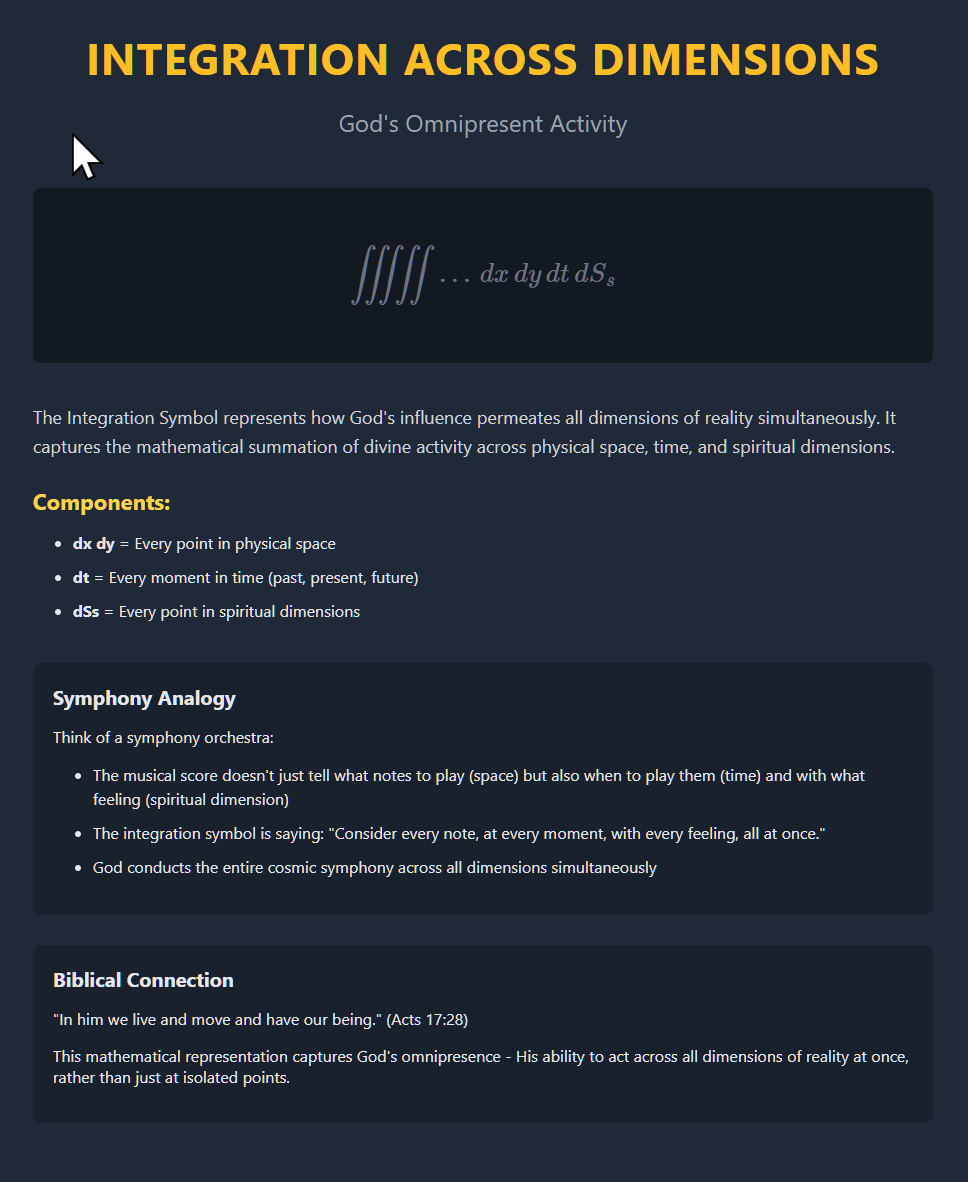 INTEGRATION ACROSS DIMENSIONS
God's Omnipresent Activity
∫∫∫∫∫ … dx dy dt dSₛ
The Integration Symbol represents how God's influence permeates all dimensions of reality simultaneously. It
captures the mathematical summation of divine activity across physical space, time, and spiritual dimensions.
Components:
• dx dy = Every point in physical space
• dt = Every moment in time (past, present, future)
• dSs = Every point in spiritual dimensions
Symphony Analogy
Think of a symphony orchestra:
• The musical score doesn't just tell what notes to play (space) but also when to play them (time) and with what
feeling (spiritual dimension)
• The integration symbol is saying: "Consider every note, at every moment, with every feeling, all at once."
• God conducts the entire cosmic symphony across all dimensions simultaneously
Biblical Connection
"In him we live and move and have our being." (Acts 17:28)
This mathematical representation captures God's omnipresence - His ability to act across all dimensions of reality at once,
rather than just at isolated points.